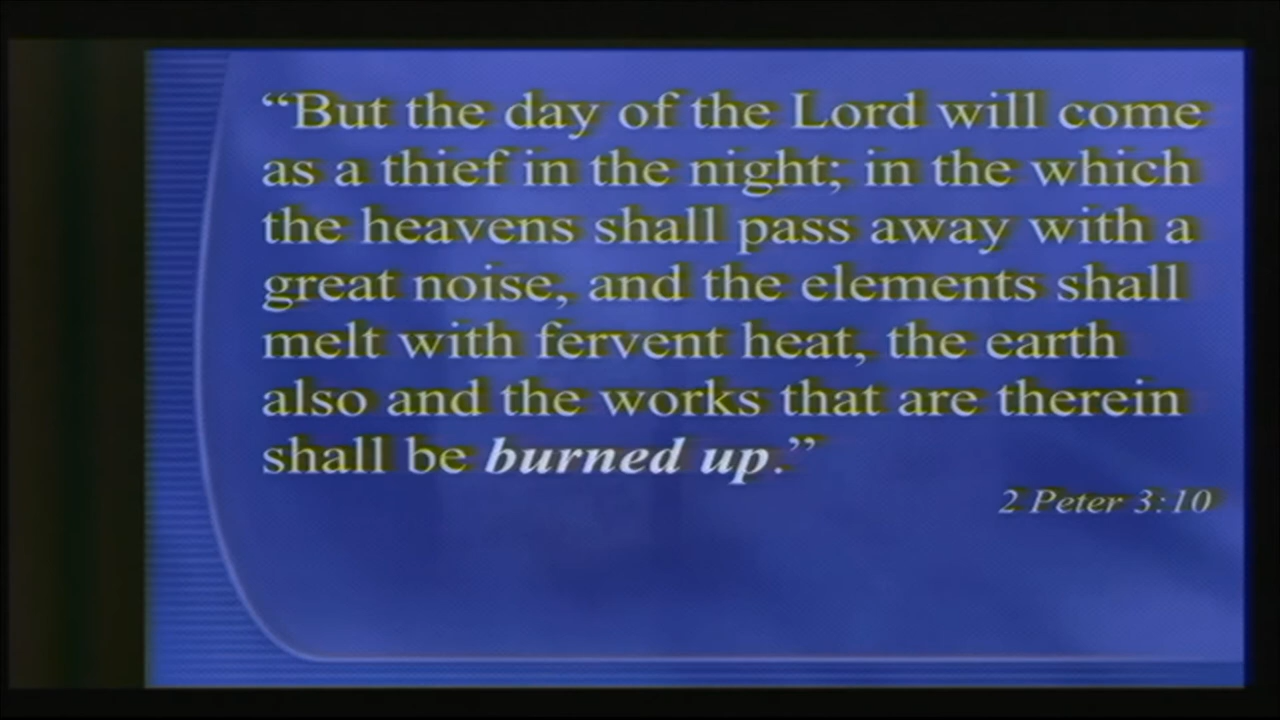 “But the day of the Lord will come
as a thief in the night; in the which
the heavens shall pass away with a
great noise, and the elements shall
melt with fervent heat, the earth
also and the works that are therein
shall be burned up.”
2 Peter 3:10